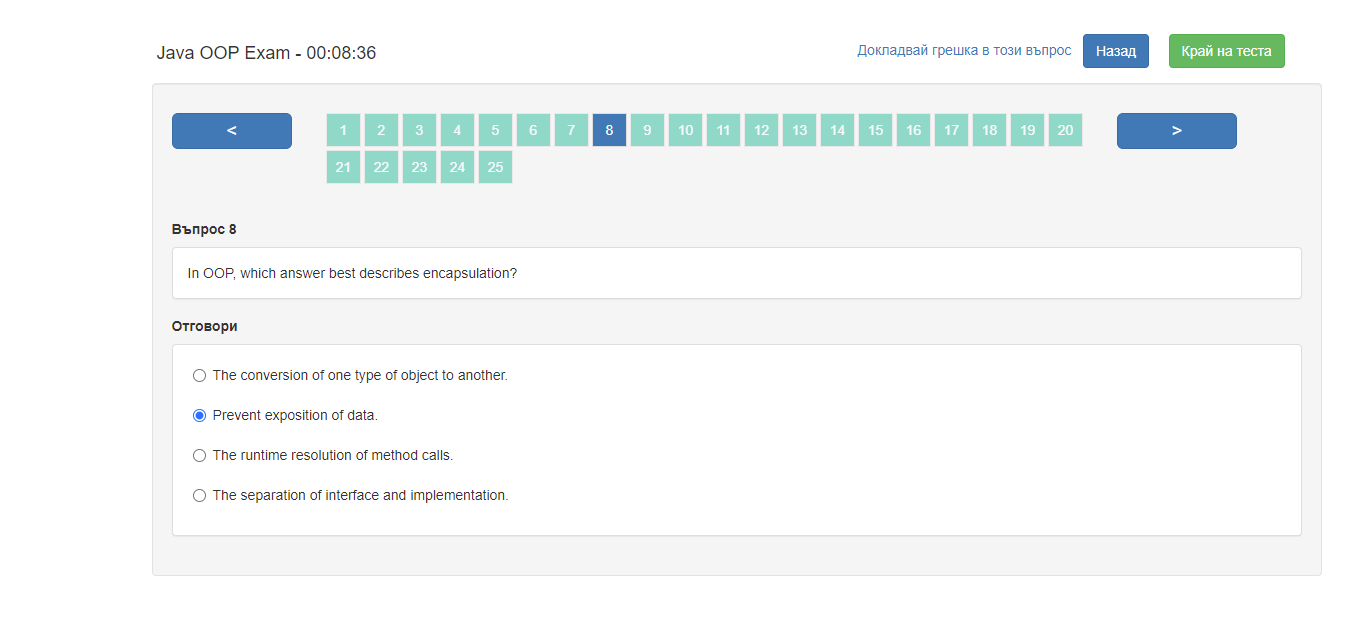 Java OOP Exam - 00:08:36
Докладвай грешка в този въпрос
Назад
Край на теста
<
1 2 3 4 5 6 7 8 9 10 11 12 13 14 15 16 17 18 19 20
>
21 22 23 24 25
Въпрос 8
In OOP, which answer best describes encapsulation?
Отговори
The conversion of one type of object to another.
Prevent exposition of data.
The runtime resolution of method calls.
The separation of interface and implementation.